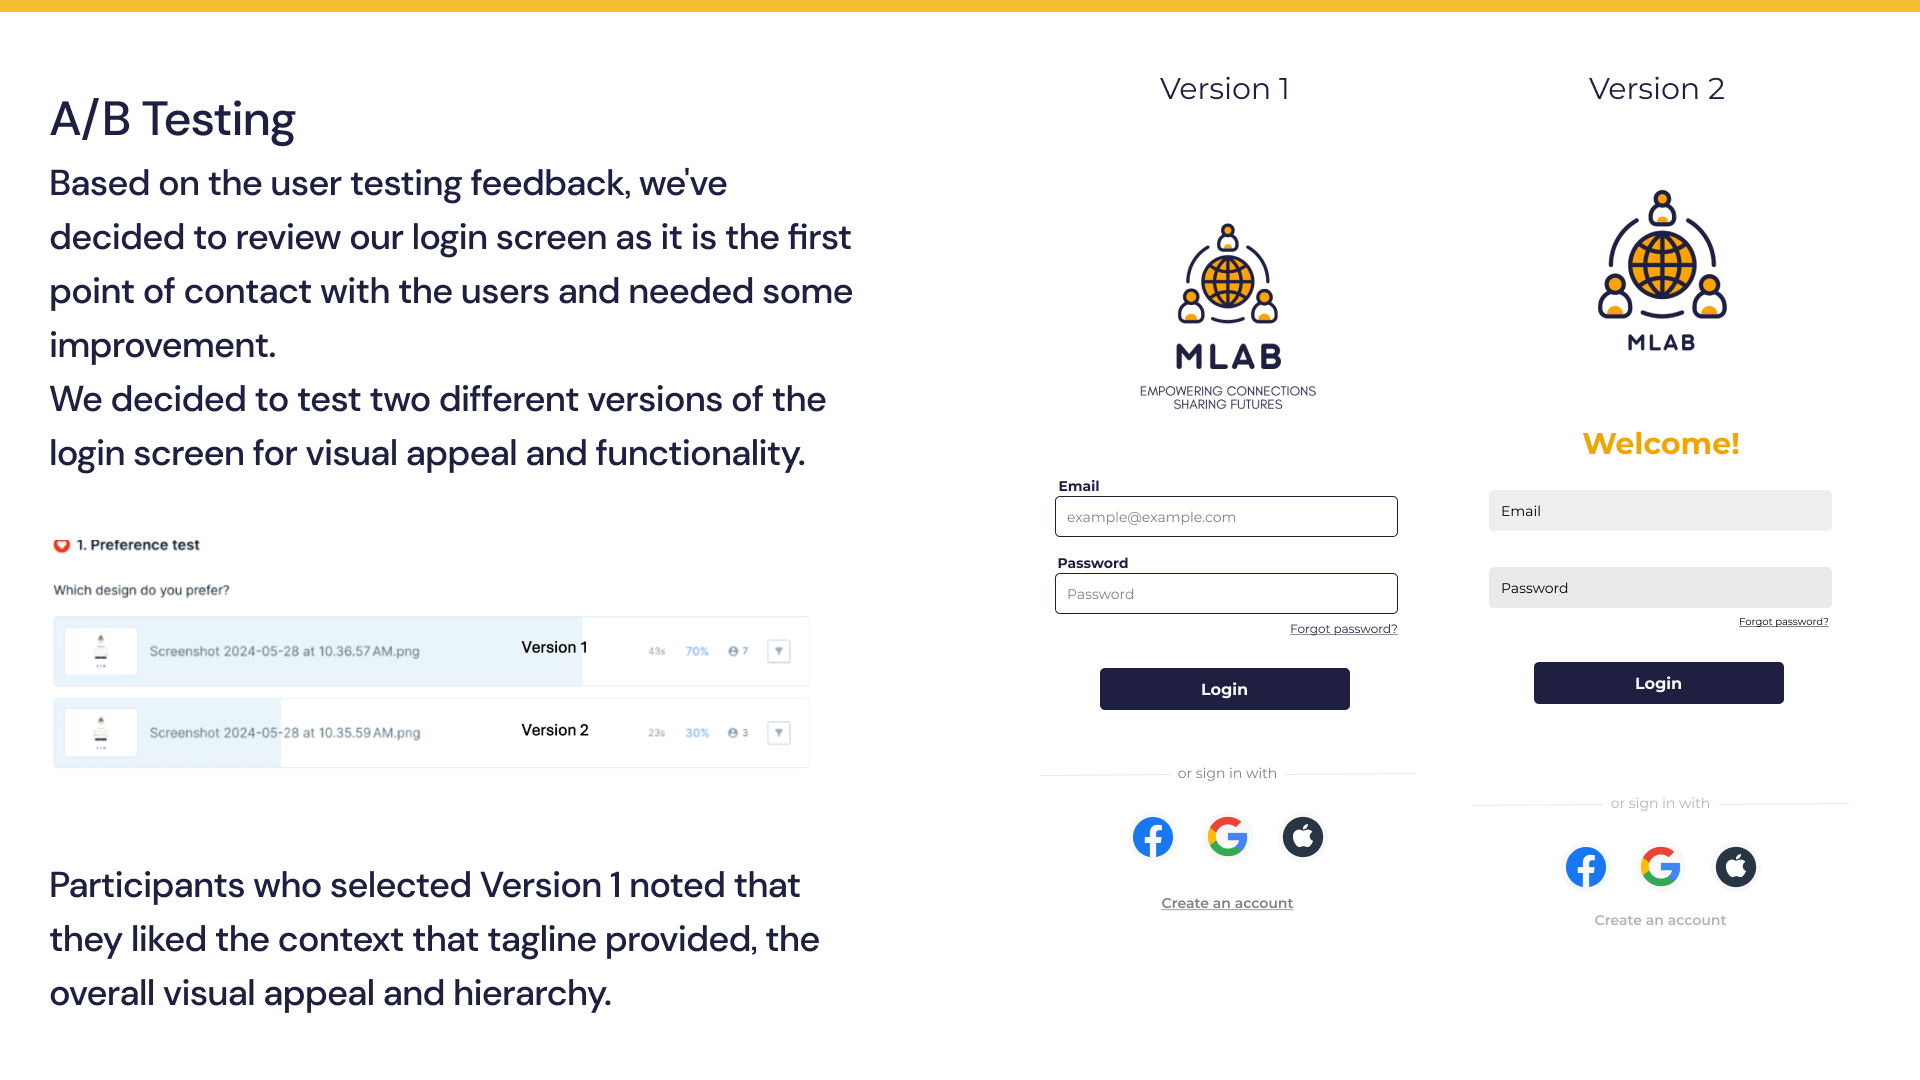 A/B Testing
Based on the user testing feedback, we've
decided to review our login screen as it is the first
point of contact with the users and needed some
improvement.
We decided to test two different versions of the
login screen for visual appeal and functionality.
1. Preference test
Which design do you prefer?
Screenshot 2024-05-28 at 10.36.57 AM.png Version 1 43s 70% 7
Screenshot 2024-05-28 at 10.35.59 AM.png Version 2 23s 30% 3
Participants who selected Version 1 noted that
they liked the context that tagline provided, the
overall visual appeal and hierarchy.
Version 1
MLAB
EMPOWERING CONNECTIONS
SHARING FUTURES
Email
example@example.com
Password
Password
Forgot password?
Login
or sign in with
Create an account
Version 2
MLAB
Welcome!
Email
Password
Forgot password?
Login
or sign in with
Create an account